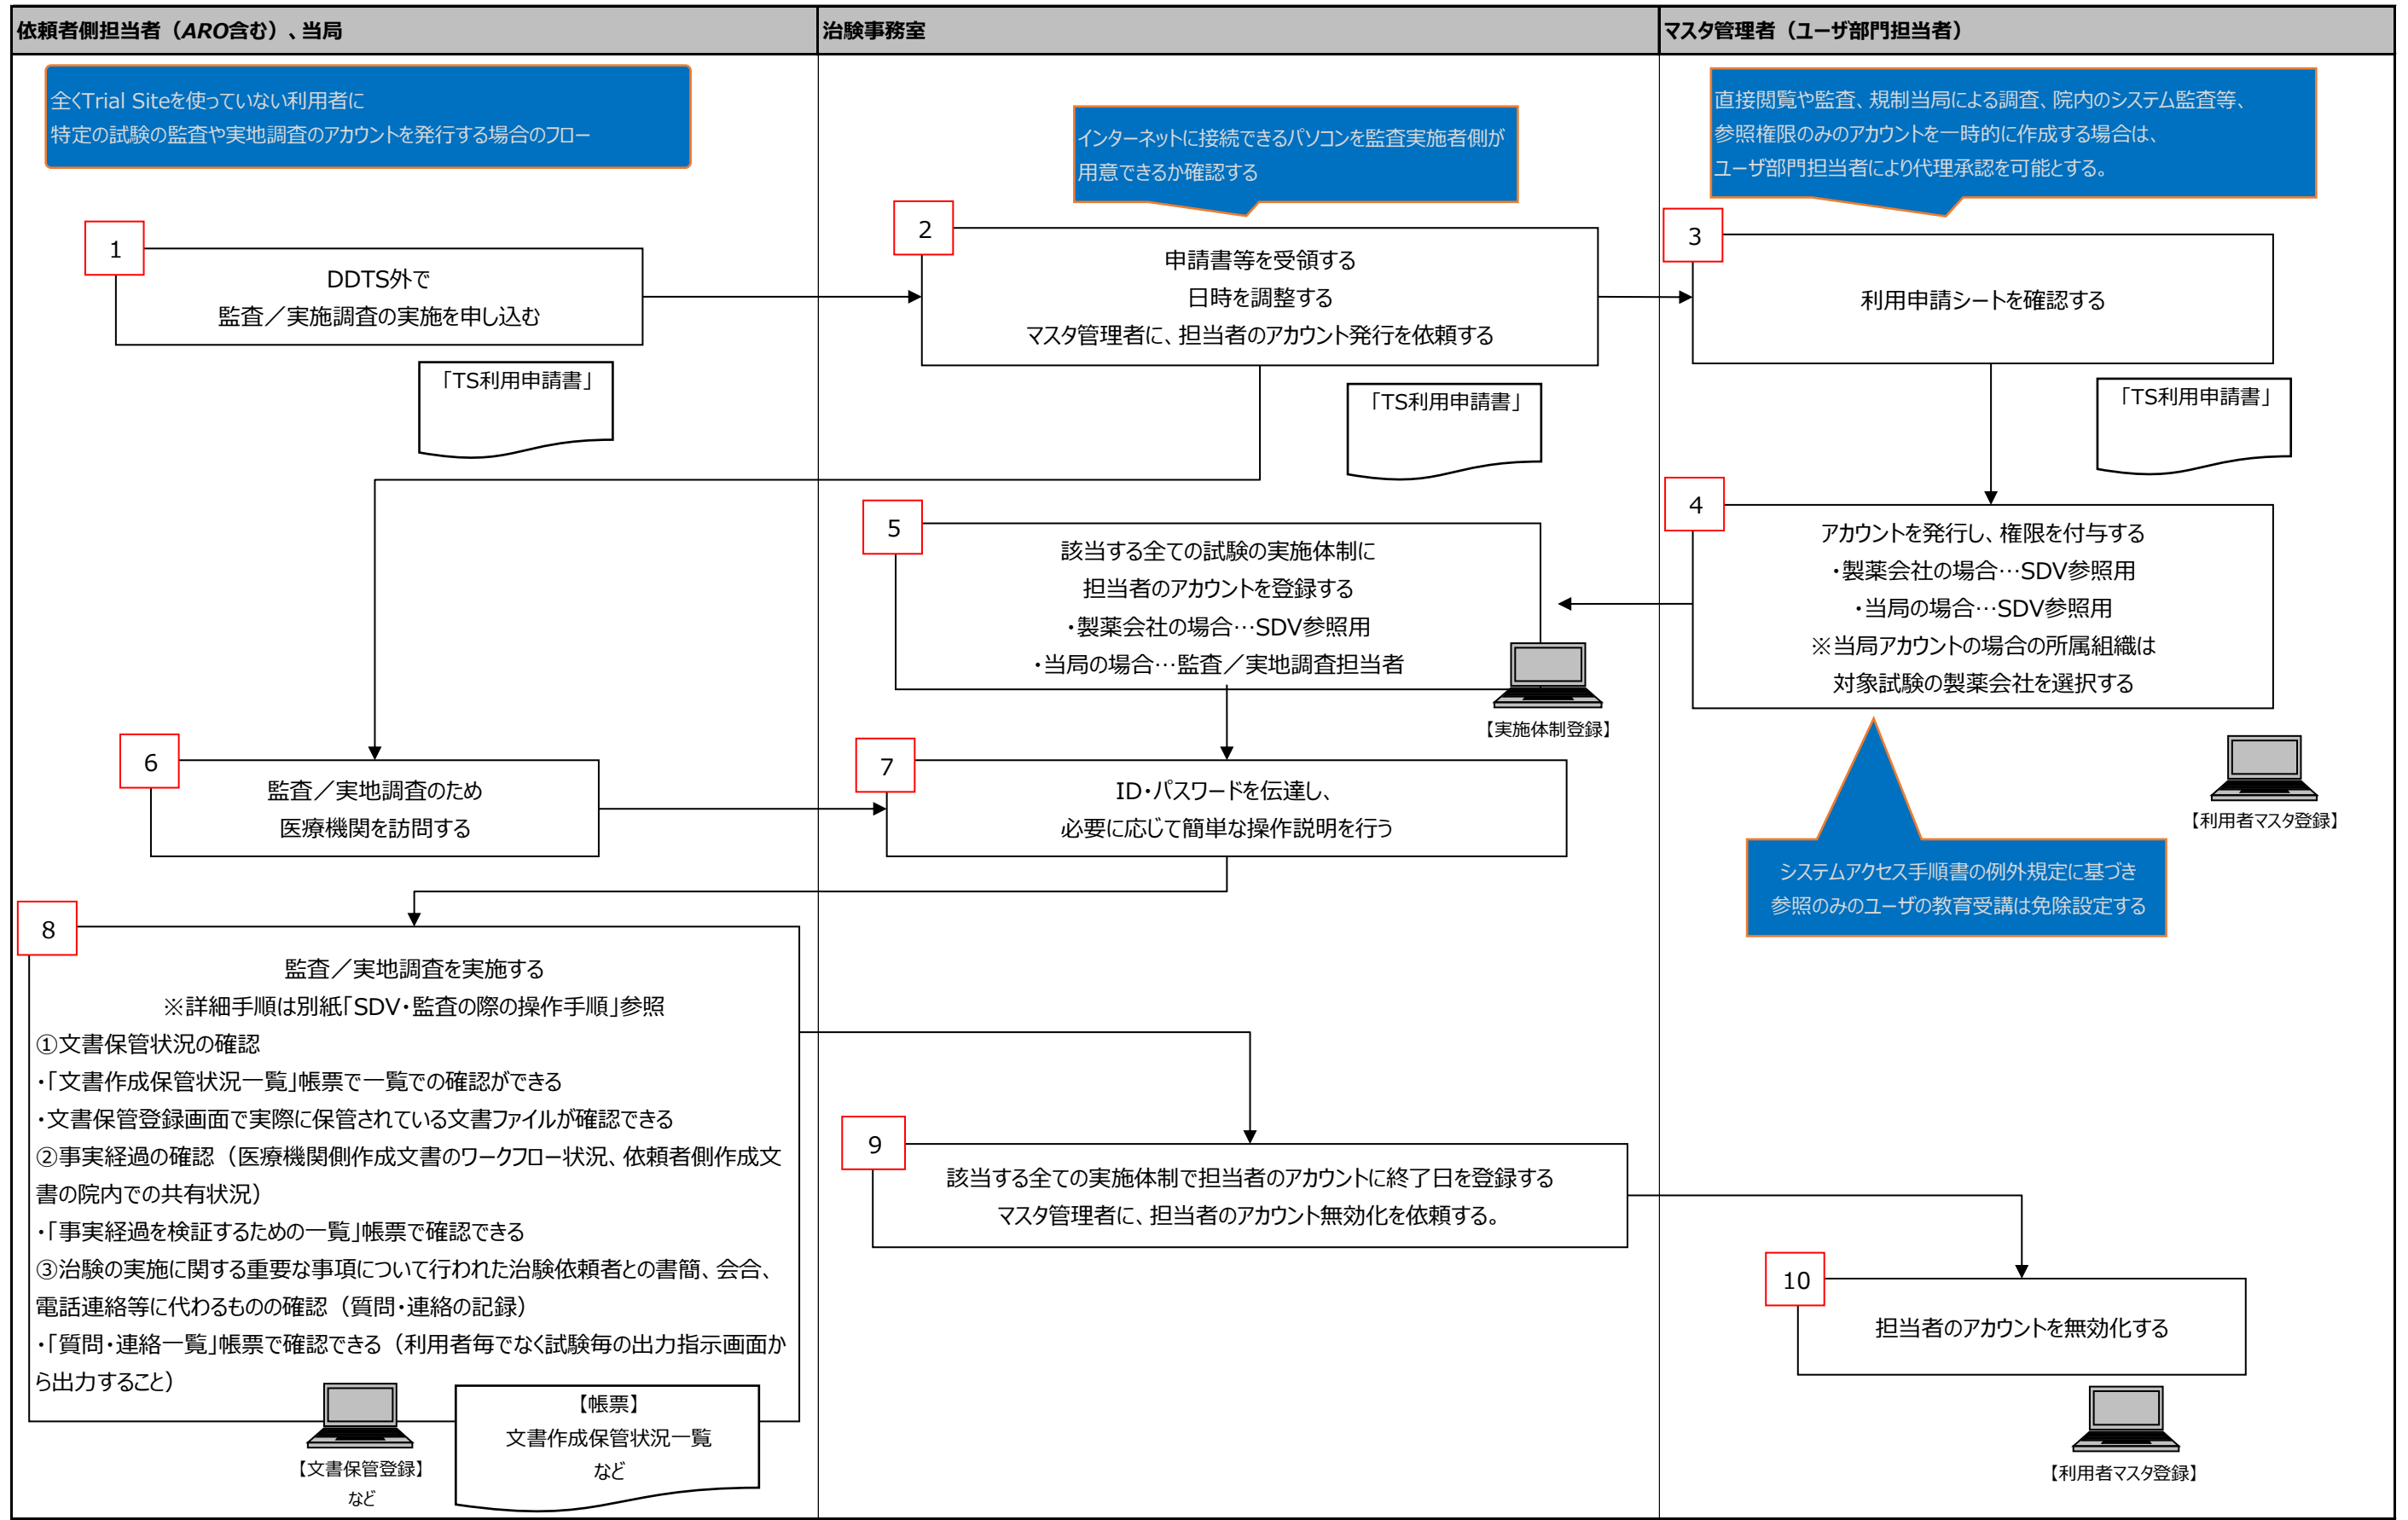 依頼者側担当者（ARO含む）、当局
治験事務室
マスタ管理者（ユーザ部門担当者）
全くTrial Siteを使っていない利用者に
特定の試験の監査や実地調査のアカウントを発行する場合のフロー
インターネットに接続できるパソコンを監査実施者側が
用意できるか確認する
直接閲覧や監査、規制当局による調査、院内のシステム監査等、
参照権限のみのアカウントを一時的に作成する場合は、
ユーザ部門担当者により代理承認を可能とする。
1
DDTS外で
監査／実施調査の実施を申し込む
「TS利用申請書」
2
申請書等を受領する
日時を調整する
マスタ管理者に、担当者のアカウント発行を依頼する
「TS利用申請書」
3
利用申請シートを確認する
「TS利用申請書」
4
アカウントを発行し、権限を付与する
・製薬会社の場合…SDV参照用
・当局の場合…SDV参照用
※当局アカウントの場合の所属組織は
対象試験の製薬会社を選択する
【利用者マスタ登録】
システムアクセス手順書の例外規定に基づき
参照のみのユーザの教育受講は免除設定する
5
該当する全ての試験の実施体制に
担当者のアカウントを登録する
・製薬会社の場合…SDV参照用
・当局の場合…監査／実地調査担当者
【実施体制登録】
6
監査／実地調査のため
医療機関を訪問する
7
ID・パスワードを伝達し、
必要に応じて簡単な操作説明を行う
8
監査／実地調査を実施する
※詳細手順は別紙「SDV・監査の際の操作手順」参照
①文書保管状況の確認
・「文書作成保管状況一覧」帳票で一覧での確認ができる
・文書保管登録画面で実際に保管されている文書ファイルが確認できる
②事実経過の確認（医療機関側作成文書のワークフロー状況、依頼者側作成文
書の院内での共有状況）
・「事実経過を検証するための一覧」帳票で確認できる
③治験の実施に関する重要な事項について行われた治験依頼者との書簡、会合、
電話連絡等に代わるものの確認（質問・連絡の記録）
・「質問・連絡一覧」帳票で確認できる（利用者毎でなく試験毎の出力指示画面か
ら出力すること）
【文書保管登録】
など
【帳票】
文書作成保管状況一覧
など
9
該当する全ての実施体制で担当者のアカウントに終了日を登録する
マスタ管理者に、担当者のアカウント無効化を依頼する。
10
担当者のアカウントを無効化する
【利用者マスタ登録】